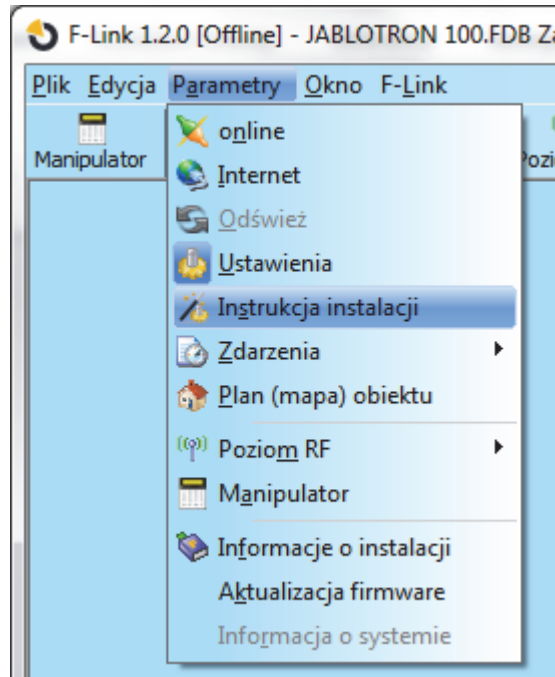 F-Link 1.2.0 [Offline] - JABLOTRON 100.FDB
Plik Edycja Parametry Okno F-Link
Manipulator
online
Internet
Odśwież
Ustawienia
Instrukcja instalacji
Zdarzenia
Plan (mapa) obiektu
Poziom RF
Manipulator
Informacje o instalacji
Aktualizacja firmware
Informacja o systemie